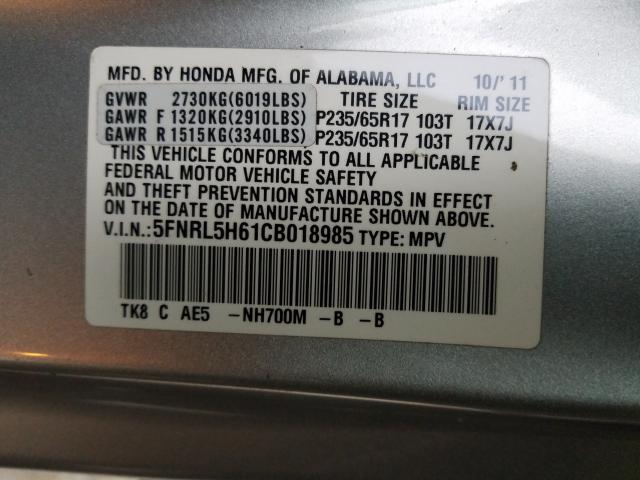 MFD. BY HONDA MFG. OF ALABAMA, LLC 10/'11
GVWR 2730KG(6019LBS) TIRE SIZE RIM SIZE
GAWR F 1320KG(2910LBS) P235/65R17 103T 17X7J
GAWR R 1515KG(3340LBS) P235/65R17 103T 17X7J
THIS VEHICLE CONFORMS TO ALL APPLICABLE
FEDERAL MOTOR VEHICLE SAFETY
AND THEFT PREVENTION STANDARDS IN EFFECT
ON THE DATE OF MANUFACTURE SHOWN ABOVE.
V.I.N.:5FNRL5H61CB018985 TYPE: MPV
TK8 C AE5 -NH700M -B -B